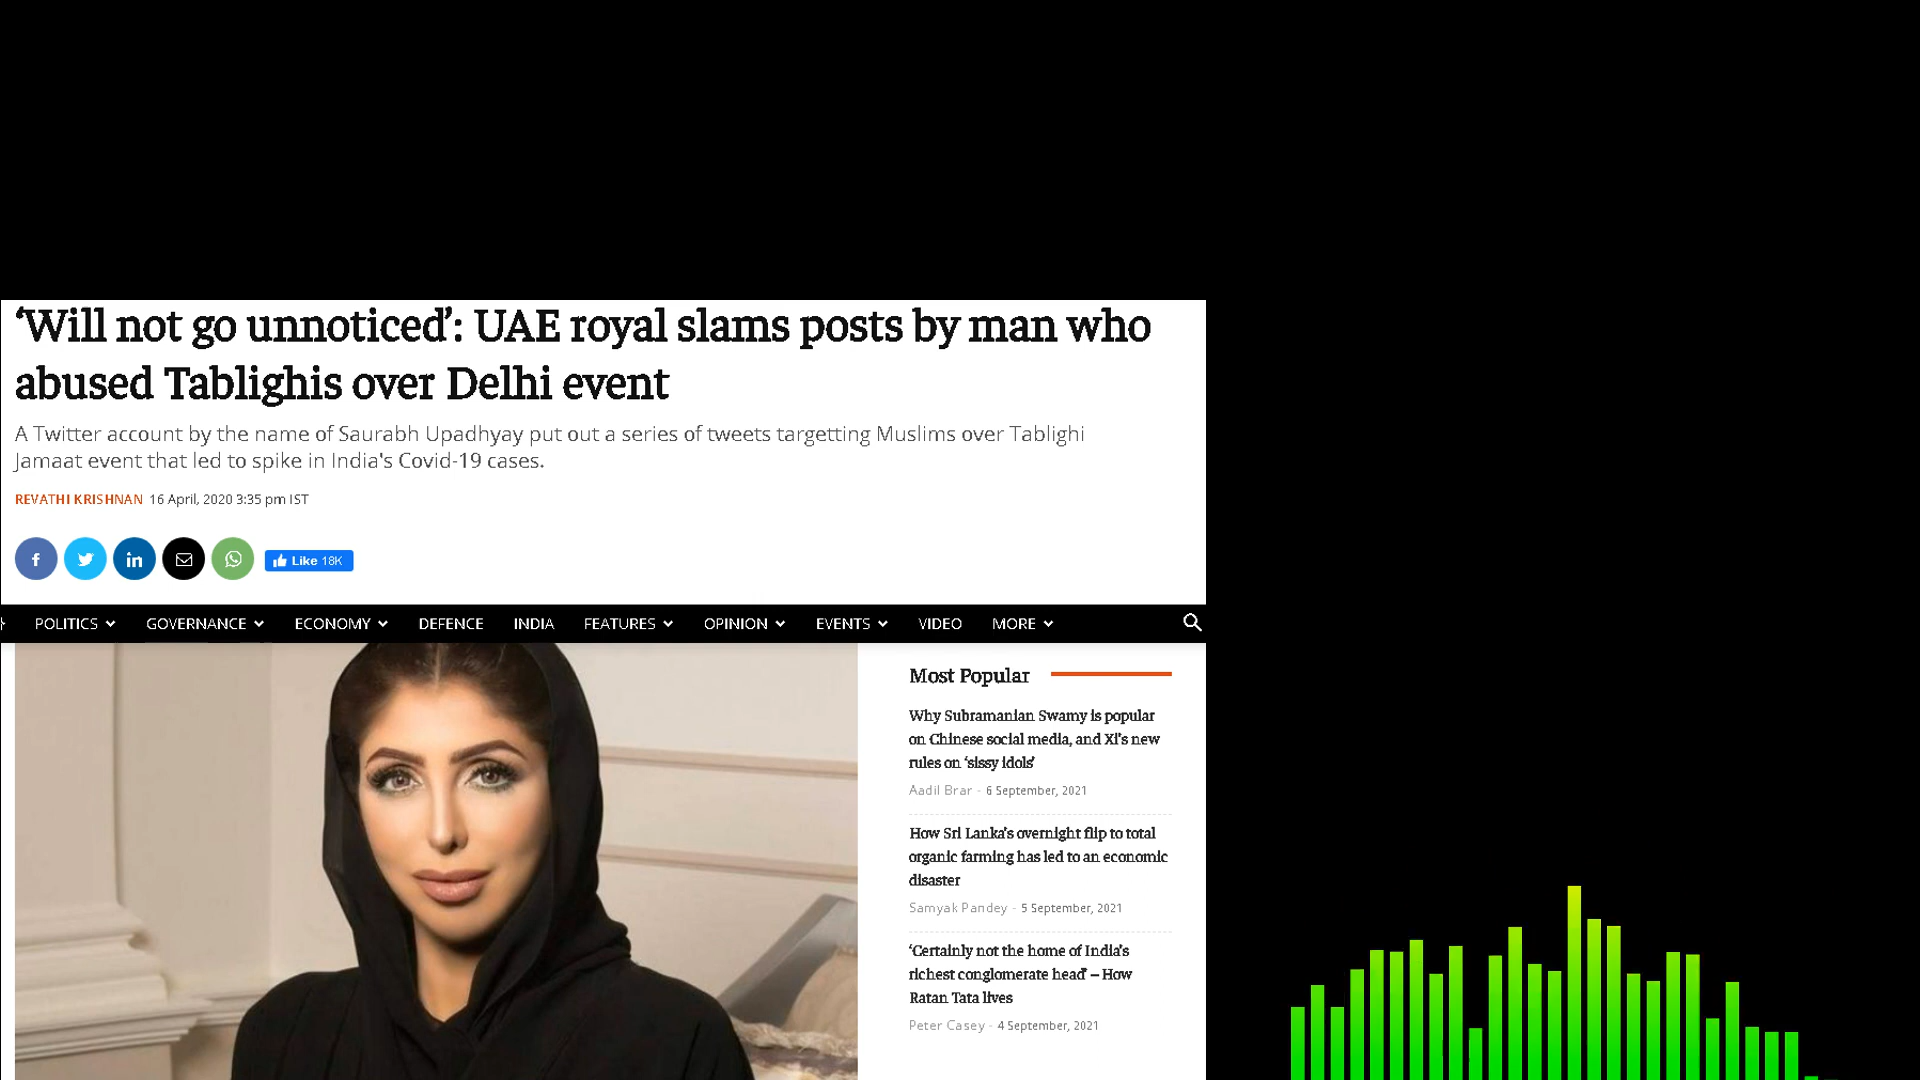 ‘Will not go unnoticed’: UAE royal slams posts by man who
abused Tablighis over Delhi event
A Twitter account by the name of Saurabh Upadhyay put out a series of tweets targetting Muslims over Tablighi
Jamaat event that led to spike in India's Covid-19 cases.
REVATHI KRISHNAN 16 April, 2020 3:35 pm IST
Like 18K
POLITICS GOVERNANCE ECONOMY DEFENCE INDIA FEATURES OPINION EVENTS VIDEO MORE
Most Popular
Why Subramanian Swamy is popular
on Chinese social media, and Xi's new
rules on ‘sissy idols’
Aadil Brar - 6 September, 2021
How Sri Lanka's overnight flip to total
organic farming has led to an economic
disaster
Samyak Pandey - 5 September, 2021
‘Certainly not the home of India's
richest conglomerate head’ – How
Ratan Tata lives
Peter Casey - 4 September, 2021